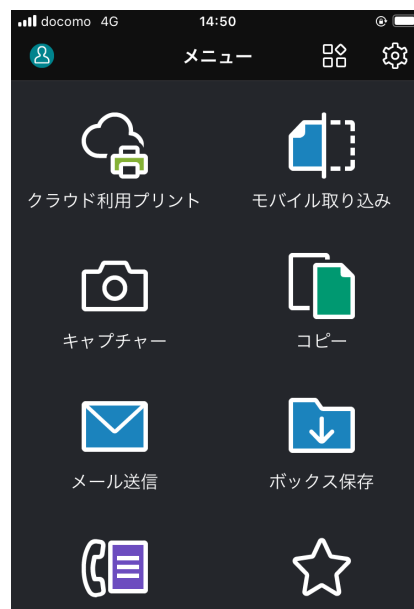 docomo 4G 14:50
メニュー
クラウド利用プリント モバイル取り込み
キャプチャー コピー
メール送信 ボックス保存